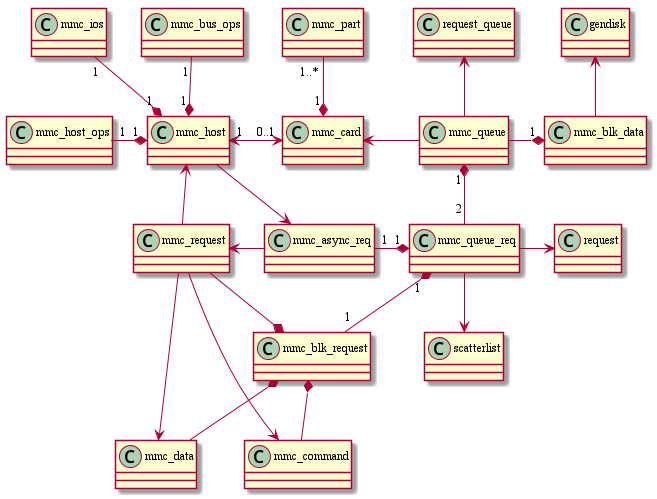 C mmc_ios
C mmc_bus_ops
C mmc_part
C request_queue
C gendisk
1
1
1..*
1
1
1
C mmc_host_ops
1
1
C mmc_host
1
0..1
C mmc_card
C mmc_queue
1
C mmc_blk_data
1
2
C mmc_request
C mmc_async_req
1
1
C mmc_queue_req
C request
1
1
C mmc_blk_request
C scatterlist
C mmc_data
C mmc_command